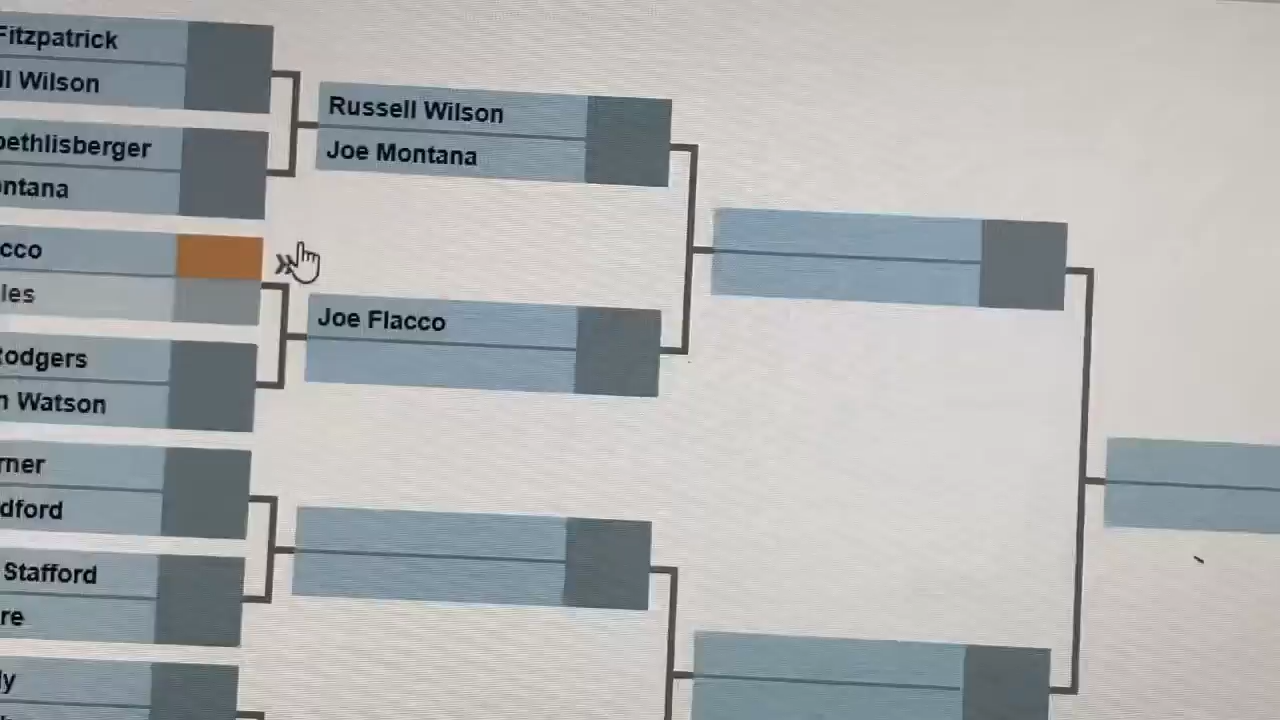 Fitzpatrick
ll Wilson
Russell Wilson
Joe Montana
oethlisberger
ontana
cco
les
Joe Flacco
Rodgers
n Watson
rner
dford
Stafford
re
ly